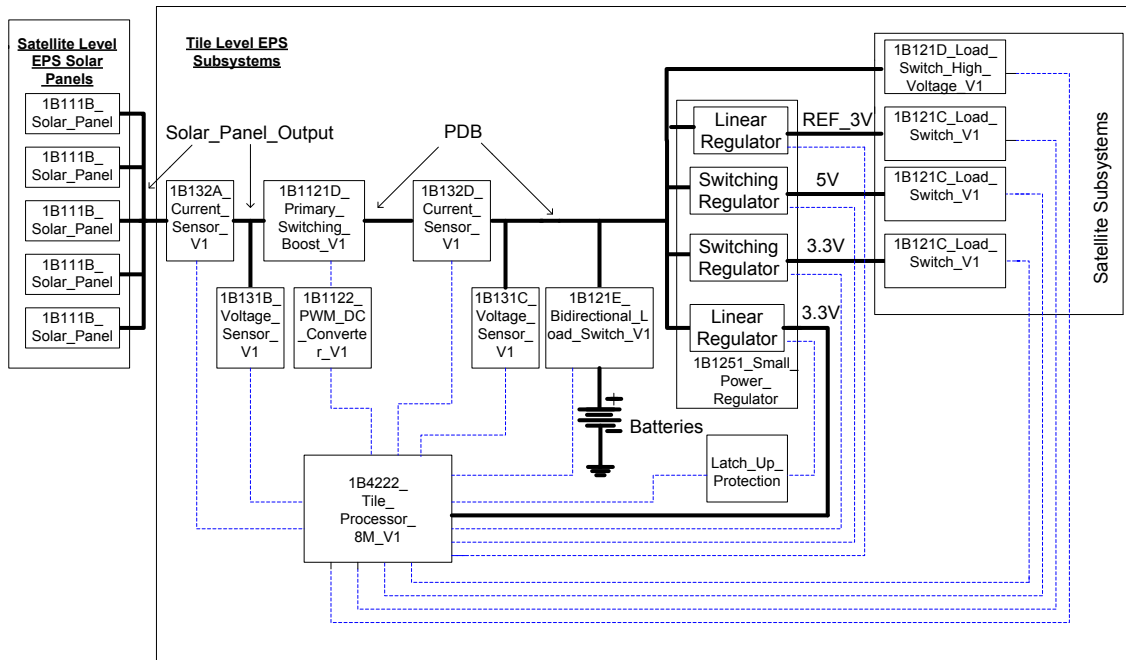 Satellite Level
EPS Solar
Panels
1B111B_
Solar_Panel
1B111B_
Solar_Panel
1B111B_
Solar_Panel
1B111B_
Solar_Panel
1B111B_
Solar_Panel
Tile Level EPS
Subsystems
Solar_Panel_Output
PDB
1B132A_
Current_
Sensor_
V1
1B1121D_
Primary_
Switching_
Boost_V1
1B132D_
Current_
Sensor_
V1
1B131B_
Voltage_
Sensor_
V1
1B1122_
PWM_DC
_Converte
r_V1
1B131C_
Voltage_
Sensor_
V1
1B121E_
Bidirectional_L
oad_Switch_V1
+
Batteries
Linear
Regulator
Switching
Regulator
Switching
Regulator
Linear
Regulator
1B1251_Small_
Power_
Regulator
REF_3V
5V
3.3V
3.3V
1B121D_Load_
Switch_High_
Voltage_V1
1B121C_Load_
Switch_V1
1B121C_Load_
Switch_V1
1B121C_Load_
Switch_V1
Satellite Subsystems
Latch_Up_
Protection
1B4222_
Tile_
Processor_
8M_V1